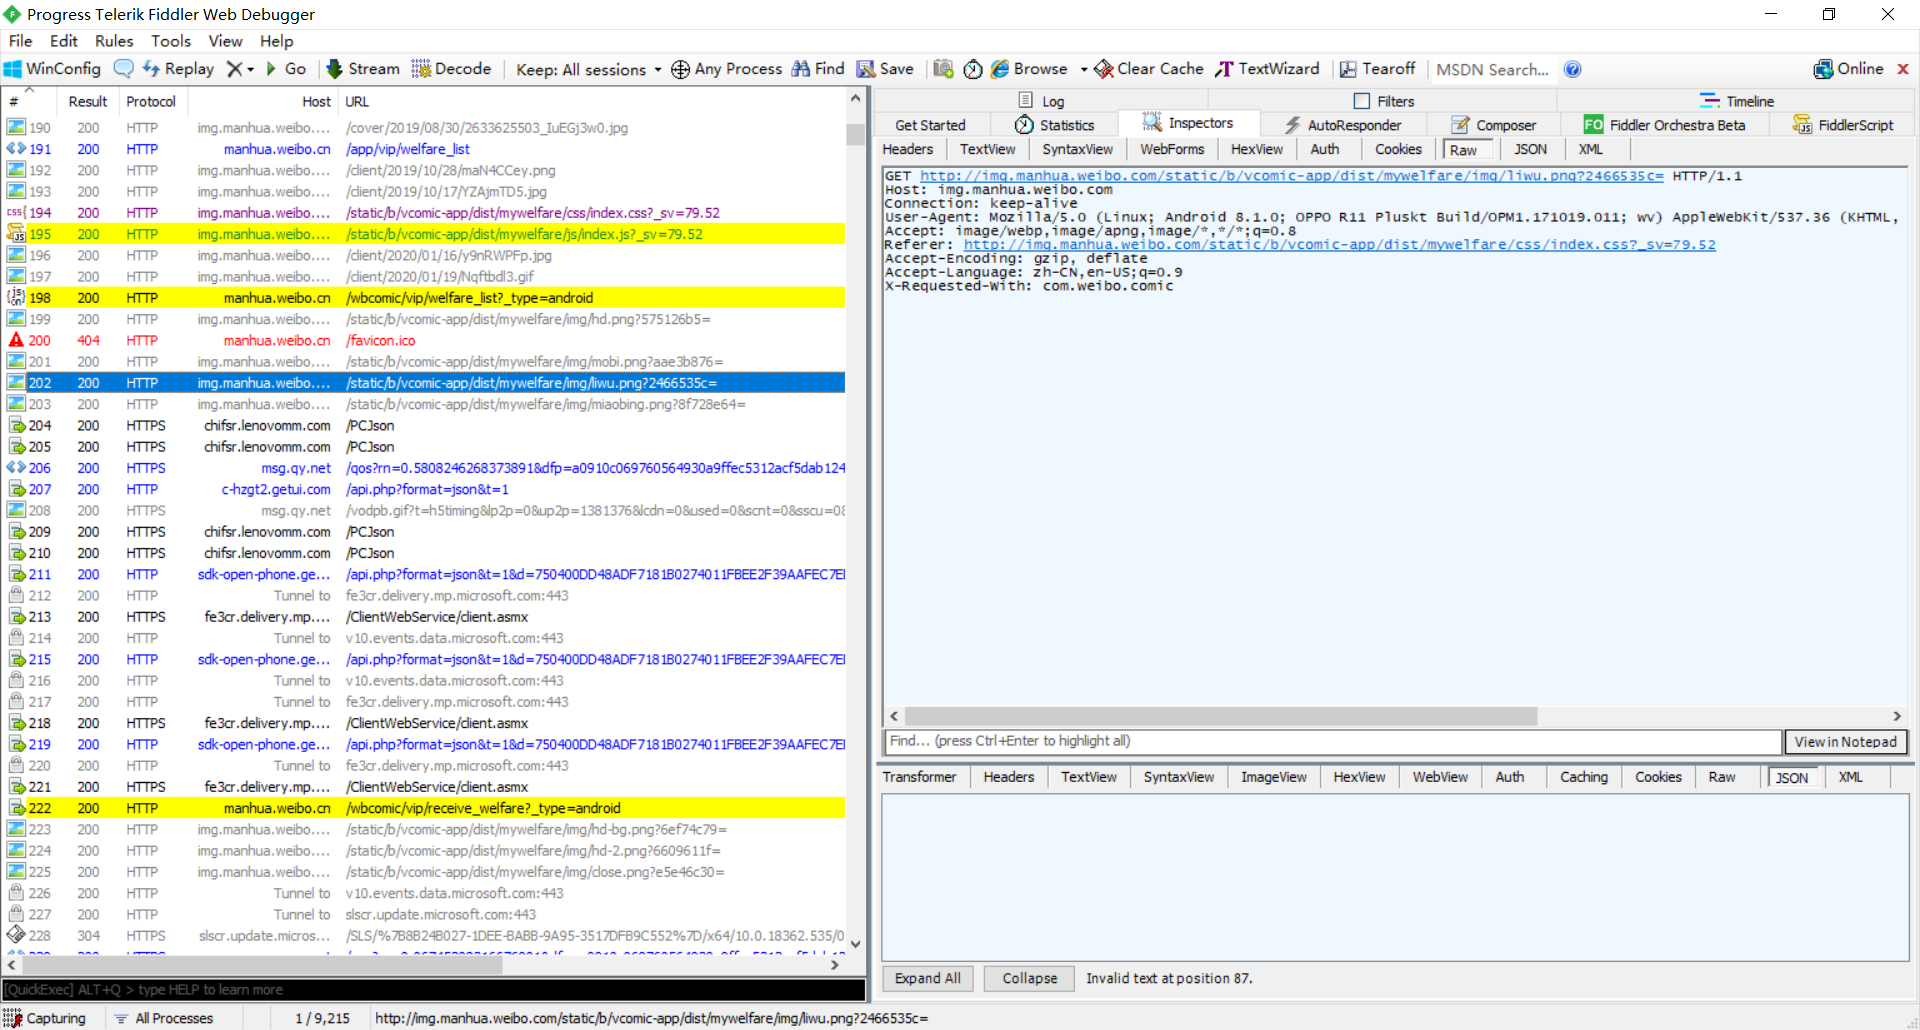 Progress Telerik Fiddler Web Debugger
File Edit Rules Tools View Help
WinConfig Replay Go Stream Decode Keep: All sessions Any Process Find Save Browse Clear Cache TextWizard Tearoff MSDN Search... Online
# Result Protocol Host URL
190 200 HTTP img.manhua.weibo.... /cover/2019/08/30/2633625503_IuEGj3w0.jpg
191 200 HTTP manhua.weibo.cn /app/vip/welfare_list
192 200 HTTP img.manhua.weibo.... /client/2019/10/28/maN4CCey.png
193 200 HTTP img.manhua.weibo.... /client/2019/10/17/YZAjmTD5.jpg
194 200 HTTP img.manhua.weibo.... /static/b/vcomic-app/dist/mywelfare/css/index.css?_sv=79.52
195 200 HTTP img.manhua.weibo.... /static/b/vcomic-app/dist/mywelfare/js/index.js?_sv=79.52
196 200 HTTP img.manhua.weibo.... /client/2020/01/16/y9nRWPFp.jpg
197 200 HTTP img.manhua.weibo.... /client/2020/01/19/Nqftbdl3.gif
198 200 HTTP manhua.weibo.cn /wbcomic/vip/welfare_list?_type=android
199 200 HTTP img.manhua.weibo.... /static/b/vcomic-app/dist/mywelfare/img/hd.png?575126b5=
200 404 HTTP manhua.weibo.cn /favicon.ico
201 200 HTTP img.manhua.weibo.... /static/b/vcomic-app/dist/mywelfare/img/mobi.png?aae3b876=
202 200 HTTP img.manhua.weibo.... /static/b/vcomic-app/dist/mywelfare/img/liwu.png?2466535c=
203 200 HTTP img.manhua.weibo.... /static/b/vcomic-app/dist/mywelfare/img/miaobing.png?8f728e64=
204 200 HTTPS chifsr.lenovomm.com /PCJson
205 200 HTTPS chifsr.lenovomm.com /PCJson
206 200 HTTPS msg.qy.net /qos?rn=0.5808246268373891&dfp=a0910c069760564930a9ffec5312acf5dab124
207 200 HTTP c-hzgt2.getui.com /api.php?format=json&t=1
208 200 HTTP msg.qy.net /vodpb.gif?t=h5timing&lp2p=0&up2p=1381376&lcdn=0&used=0&scnt=0&sscu=0&
209 200 HTTPS chifsr.lenovomm.com /PCJson
210 200 HTTPS chifsr.lenovomm.com /PCJson
211 200 HTTP sdk-open-phone.ge... /api.php?format=json&t=1&d=750400DD48ADF7181B0274011FBEE2F39AAFEC7E
212 200 HTTP Tunnel to fe3cr.delivery.mp.microsoft.com:443
213 200 HTTPS fe3cr.delivery.mp.... /ClientWebService/client.asmx
214 200 HTTP Tunnel to v10.events.data.microsoft.com:443
215 200 HTTP sdk-open-phone.ge... /api.php?format=json&t=1&d=750400DD48ADF7181B0274011FBEE2F39AAFEC7E
216 200 HTTP Tunnel to v10.events.data.microsoft.com:443
217 200 HTTP Tunnel to fe3cr.delivery.mp.microsoft.com:443
218 200 HTTPS fe3cr.delivery.mp.... /ClientWebService/client.asmx
219 200 HTTP sdk-open-phone.ge... /api.php?format=json&t=1&d=750400DD48ADF7181B0274011FBEE2F39AAFEC7E
220 200 HTTP Tunnel to fe3cr.delivery.mp.microsoft.com:443
221 200 HTTPS fe3cr.delivery.mp.... /ClientWebService/client.asmx
222 200 HTTP manhua.weibo.cn /wbcomic/vip/receive_welfare?_type=android
223 200 HTTP img.manhua.weibo.... /static/b/vcomic-app/dist/mywelfare/img/hd-bg.png?6ef74c79=
224 200 HTTP img.manhua.weibo.... /static/b/vcomic-app/dist/mywelfare/img/hd-2.png?6609611f=
225 200 HTTP img.manhua.weibo.... /static/b/vcomic-app/dist/mywelfare/img/close.png?e5e46c30=
226 200 HTTP Tunnel to v10.events.data.microsoft.com:443
227 200 HTTP Tunnel to slscr.update.microsoft.com:443
228 304 HTTPS slscr.update.micros... /SLS/%7B8B24B027-1DEE-BABB-9A95-3517DFB9C552%7D/x64/10.0.18362.535/0
[QuickExec] ALT+Q > type HELP to learn more
Capturing All Processes 1 / 9,215 http://img.manhua.weibo.com/static/b/vcomic-app/dist/mywelfare/img/liwu.png?2466535c=
Log Filters Timeline
Get Started Statistics Inspectors AutoResponder Composer FO Fiddler Orchestra Beta FiddlerScript
Headers TextView SyntaxView WebForms HexView Auth Cookies Raw JSON XML
GET http://img.manhua.weibo.com/static/b/vcomic-app/dist/mywelfare/img/liwu.png?2466535c= HTTP/1.1
Host: img.manhua.weibo.com
Connection: keep-alive
User-Agent: Mozilla/5.0 (Linux; Android 8.1.0; OPPO R11 Pluskt Build/OPM1.171019.011; wv) AppleWebKit/537.36 (KHTML,
Accept: image/webp,image/apng,image/*,*/*;q=0.8
Referer: http://img.manhua.weibo.com/static/b/vcomic-app/dist/mywelfare/css/index.css?_sv=79.52
Accept-Encoding: gzip, deflate
Accept-Language: zh-CN,en-US;q=0.9
X-Requested-With: com.weibo.comic
Find... (press Ctrl+Enter to highlight all) View in Notepad
Transformer Headers TextView SyntaxView ImageView HexView WebView Auth Caching Cookies Raw JSON XML
Expand All Collapse Invalid text at position 87.